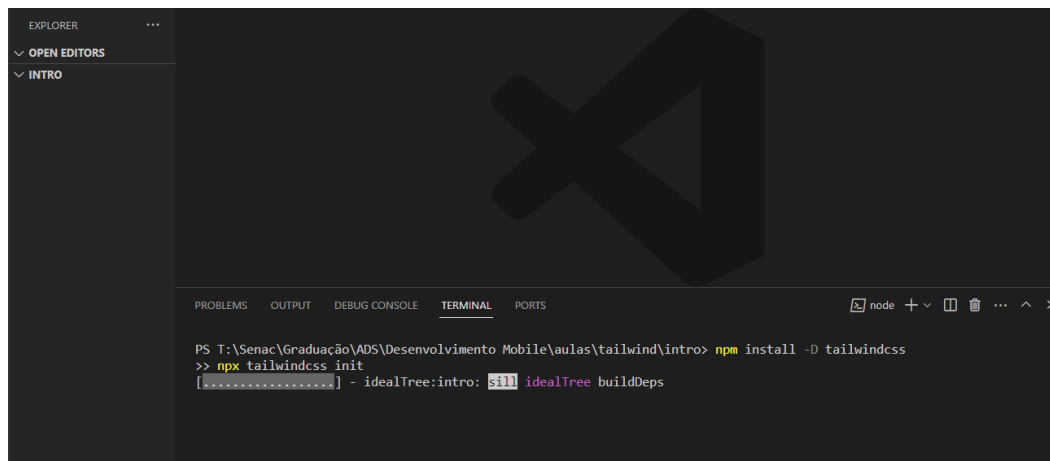 EXPLORER ...
OPEN EDITORS
INTRO
PROBLEMS OUTPUT DEBUG CONSOLE TERMINAL PORTS node
PS T:\Senac\Graduação\ADS\Desenvolvimento Mobile\aulas\tailwind\intro> npm install -D tailwindcss
>> npx tailwindcss init
[..................] - idealTree:intro: sill idealTree buildDeps